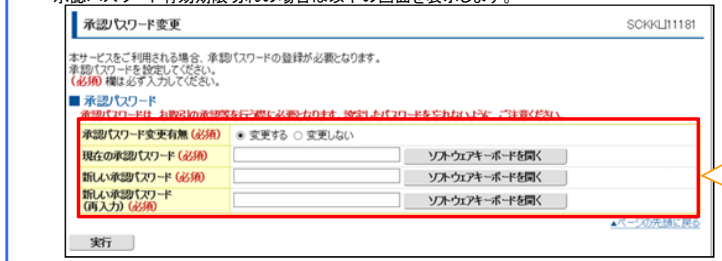 承認パスワード有効期限切れの場合は以下の画面を表示します。
承認パスワード変更 SCKKLJ11181
本サービスをご利用される場合、承認パスワードの登録が必要となります。
承認パスワードを設定してください。
(必須) 欄は必ず入力してください。
■ 承認パスワード
承認パスワードは、お取引の承認等を行う際に必要となります。設定したパスワードを忘れないように、ご注意ください。
承認パスワード変更有無 (必須) 変更する 変更しない
現在の承認パスワード (必須) ソフトウェアキーボードを開く
新しい承認パスワード (必須) ソフトウェアキーボードを開く
新しい承認パスワード
(再入力) (必須) ソフトウェアキーボードを開く
▲ページの先頭に戻る
実行